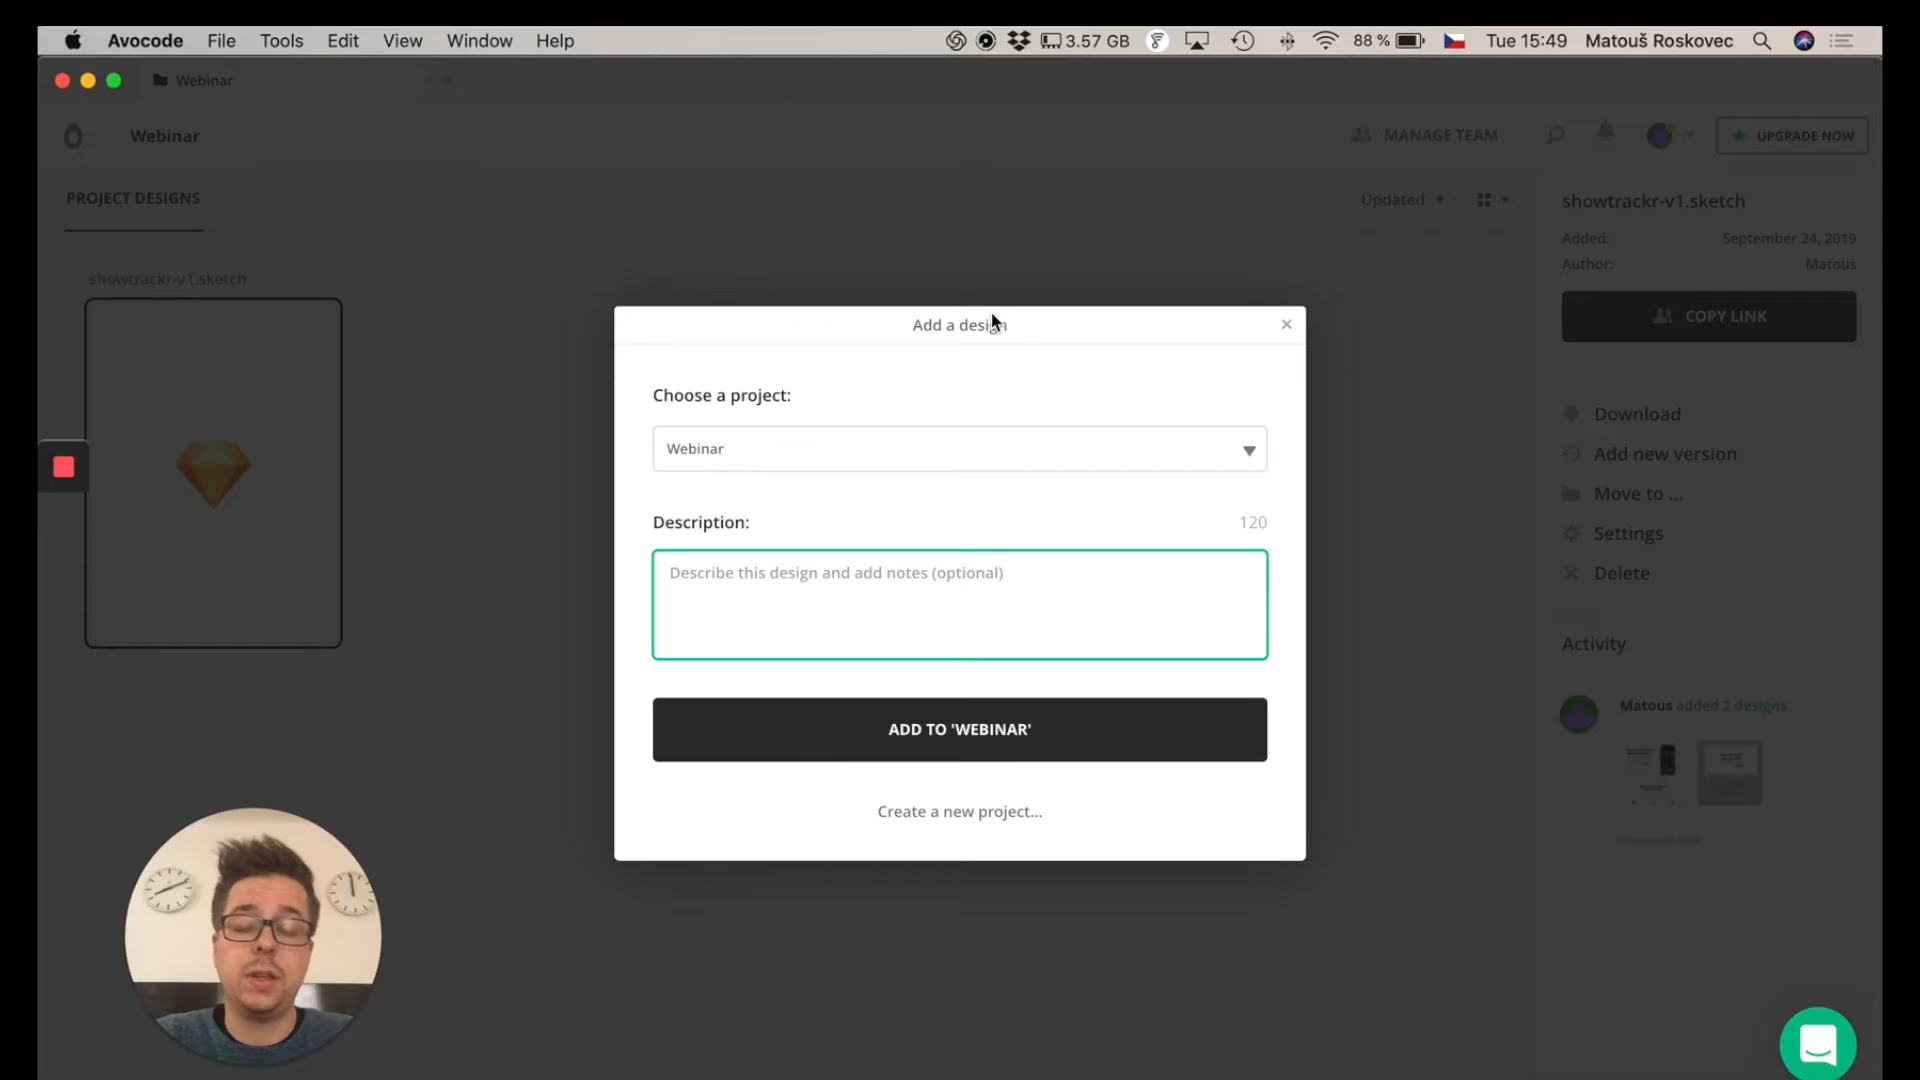 Avocode File Tools Edit View Window Help 3.57 GB 88 % Tue 15:49 Matouš Roskovec
Webinar
Webinar MANAGE TEAM UPGRADE NOW
PROJECT DESIGNS Updated
showtrackr-v1.sketch
showtrackr-v1.sketch
Added: September 24, 2019
Author: Matous
COPY LINK
Download
Add new version
Move to ...
Settings
Delete
Activity
Matous added 2 designs.
Add a design
Choose a project:
Webinar
Description: 120
Describe this design and add notes (optional)
ADD TO 'WEBINAR'
Create a new project...